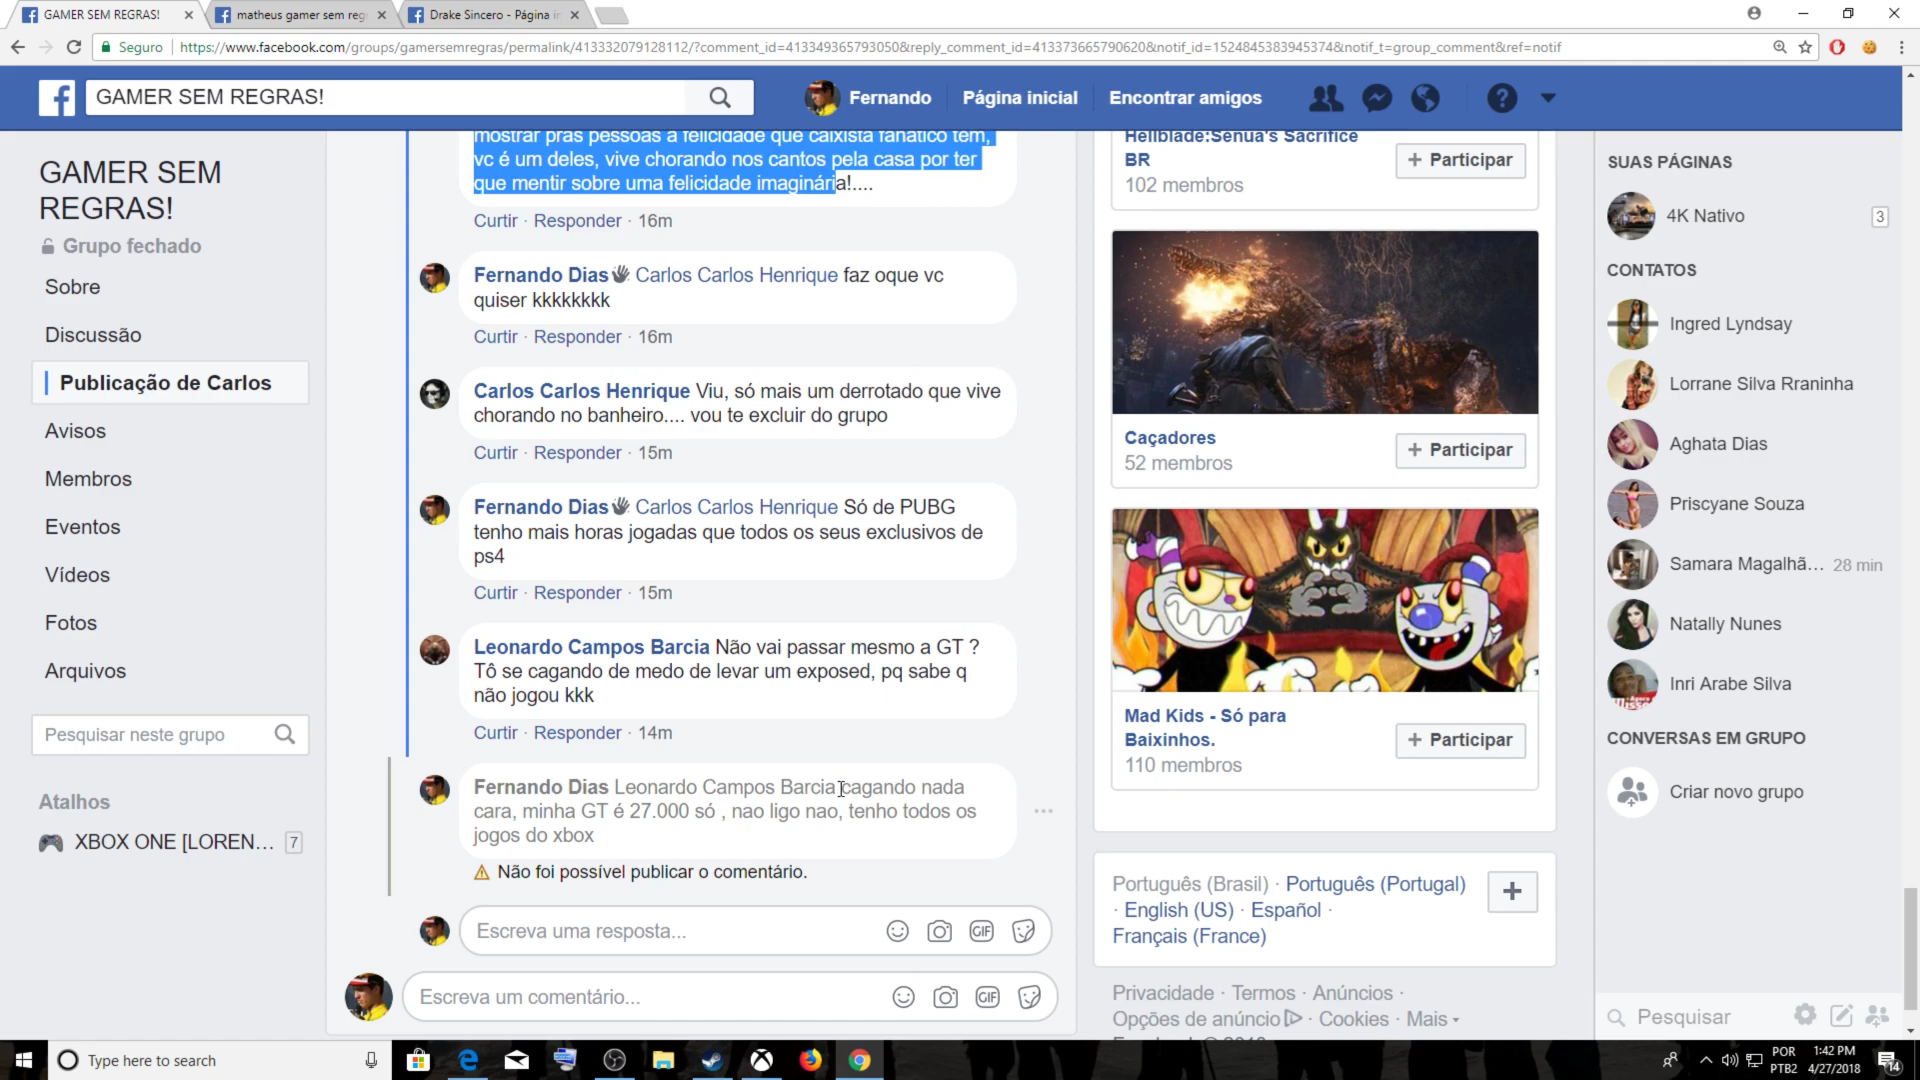 GAMER SEM REGRAS!
matheus gamer sem reg
Drake Sincero - Página in
Seguro
https://www.facebook.com/groups/gamersemregras/permalink/413332079128112/?comment_id=413349365793050&reply_comment_id=413373665790620&notif_id=1524845383945374&notif_t=group_comment&ref=notif
GAMER SEM REGRAS!
Fernando
Página inicial
Encontrar amigos
GAMER SEM
REGRAS!
Grupo fechado
Sobre
Discussão
Publicação de Carlos
Avisos
Membros
Eventos
Vídeos
Fotos
Arquivos
Pesquisar neste grupo
Atalhos
XBOX ONE [LOREN... 7
mostrar pras pessoas a felicidade que caixista fanático tem,
vc é um deles, vive chorando nos cantos pela casa por ter
que mentir sobre uma felicidade imaginária!....
Curtir · Responder · 16m
Fernando Dias Carlos Carlos Henrique faz oque vc
quiser kkkkkkkk
Curtir · Responder · 16m
Carlos Carlos Henrique Viu, só mais um derrotado que vive
chorando no banheiro.... vou te excluir do grupo
Curtir · Responder · 15m
Fernando Dias Carlos Carlos Henrique Só de PUBG
tenho mais horas jogadas que todos os seus exclusivos de
ps4
Curtir · Responder · 15m
Leonardo Campos Barcia Não vai passar mesmo a GT ?
Tô se cagando de medo de levar um exposed, pq sabe q
não jogou kkk
Curtir · Responder · 14m
Fernando Dias Leonardo Campos Barcia cagando nada
cara, minha GT é 27.000 só , nao ligo nao, tenho todos os
jogos do xbox
Não foi possível publicar o comentário.
Escreva uma resposta...
GIF
Escreva um comentário...
GIF
Hellblade:Senua's Sacrifice
BR
102 membros
+ Participar
Caçadores
52 membros
+ Participar
Mad Kids - Só para
Baixinhos.
110 membros
+ Participar
Português (Brasil) · Português (Portugal)
· English (US) · Español ·
Français (France)
Privacidade · Termos · Anúncios ·
Opções de anúncio · Cookies · Mais
SUAS PÁGINAS
4K Nativo 3
CONTATOS
Ingred Lyndsay
Lorrane Silva Rraninha
Aghata Dias
Priscyane Souza
Samara Magalhã... 28 min
Natally Nunes
Inri Arabe Silva
CONVERSAS EM GRUPO
Criar novo grupo
Pesquisar
Type here to search
POR
PTB2
1:42 PM
4/27/2018
14